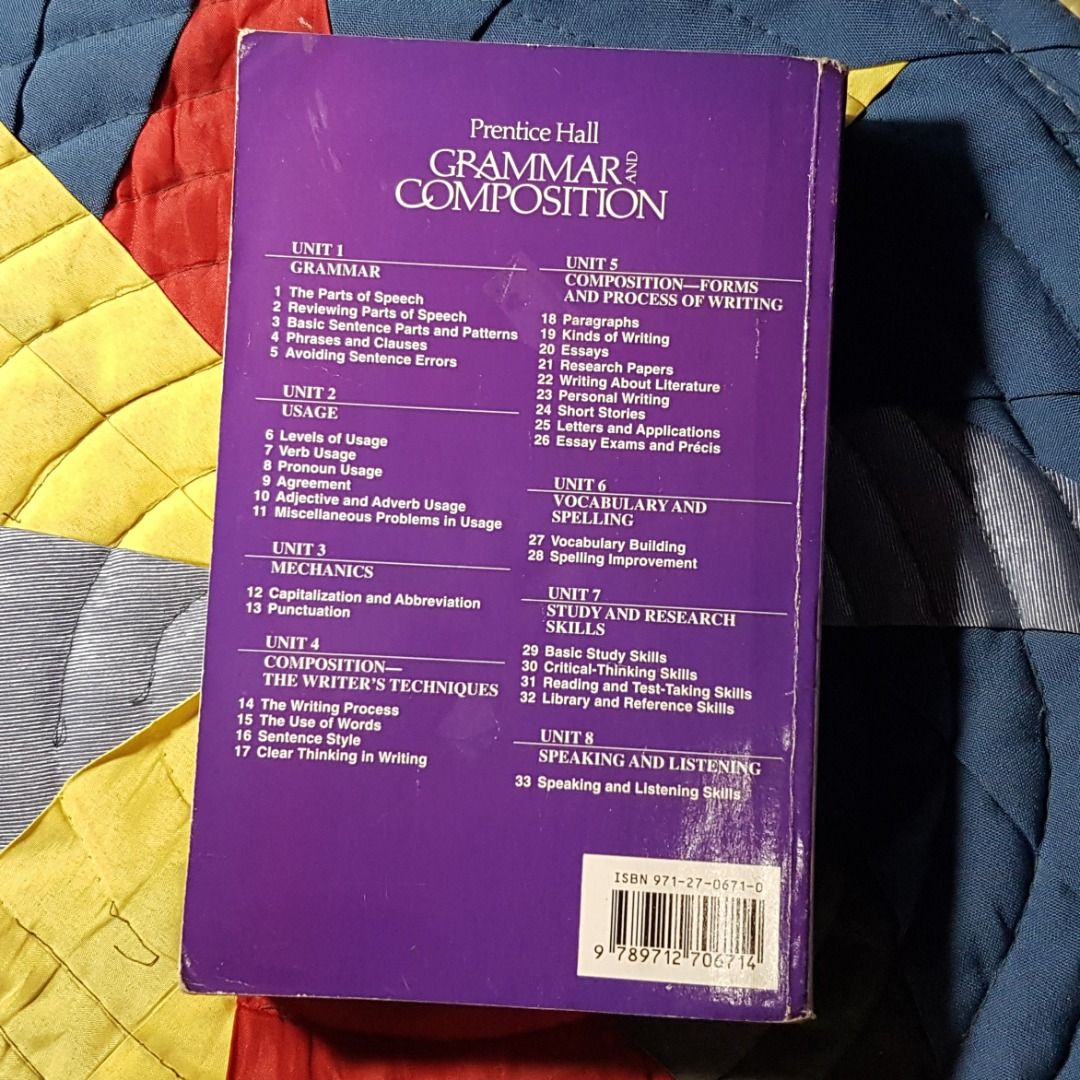 Prentice Hall
GRAMMAR AND
COMPOSITION
UNIT 1
GRAMMAR
1 The Parts of Speech
2 Reviewing Parts of Speech
3 Basic Sentence Parts and Patterns
4 Phrases and Clauses
5 Avoiding Sentence Errors
UNIT 2
USAGE
6 Levels of Usage
7 Verb Usage
8 Pronoun Usage
9 Agreement
10 Adjective and Adverb Usage
11 Miscellaneous Problems in Usage
UNIT 3
MECHANICS
12 Capitalization and Abbreviation
13 Punctuation
UNIT 4
COMPOSITION—
THE WRITER'S TECHNIQUES
14 The Writing Process
15 The Use of Words
16 Sentence Style
17 Clear Thinking in Writing
UNIT 5
COMPOSITION—FORMS
AND PROCESS OF WRITING
18 Paragraphs
19 Kinds of Writing
20 Essays
21 Research Papers
22 Writing About Literature
23 Personal Writing
24 Short Stories
25 Letters and Applications
26 Essay Exams and Précis
UNIT 6
VOCABULARY AND
SPELLING
27 Vocabulary Building
28 Spelling Improvement
UNIT 7
STUDY AND RESEARCH
SKILLS
29 Basic Study Skills
30 Critical-Thinking Skills
31 Reading and Test-Taking Skills
32 Library and Reference Skills
UNIT 8
SPEAKING AND LISTENING
33 Speaking and Listening Skills
ISBN 971-27-0671-0
9 789712 706714